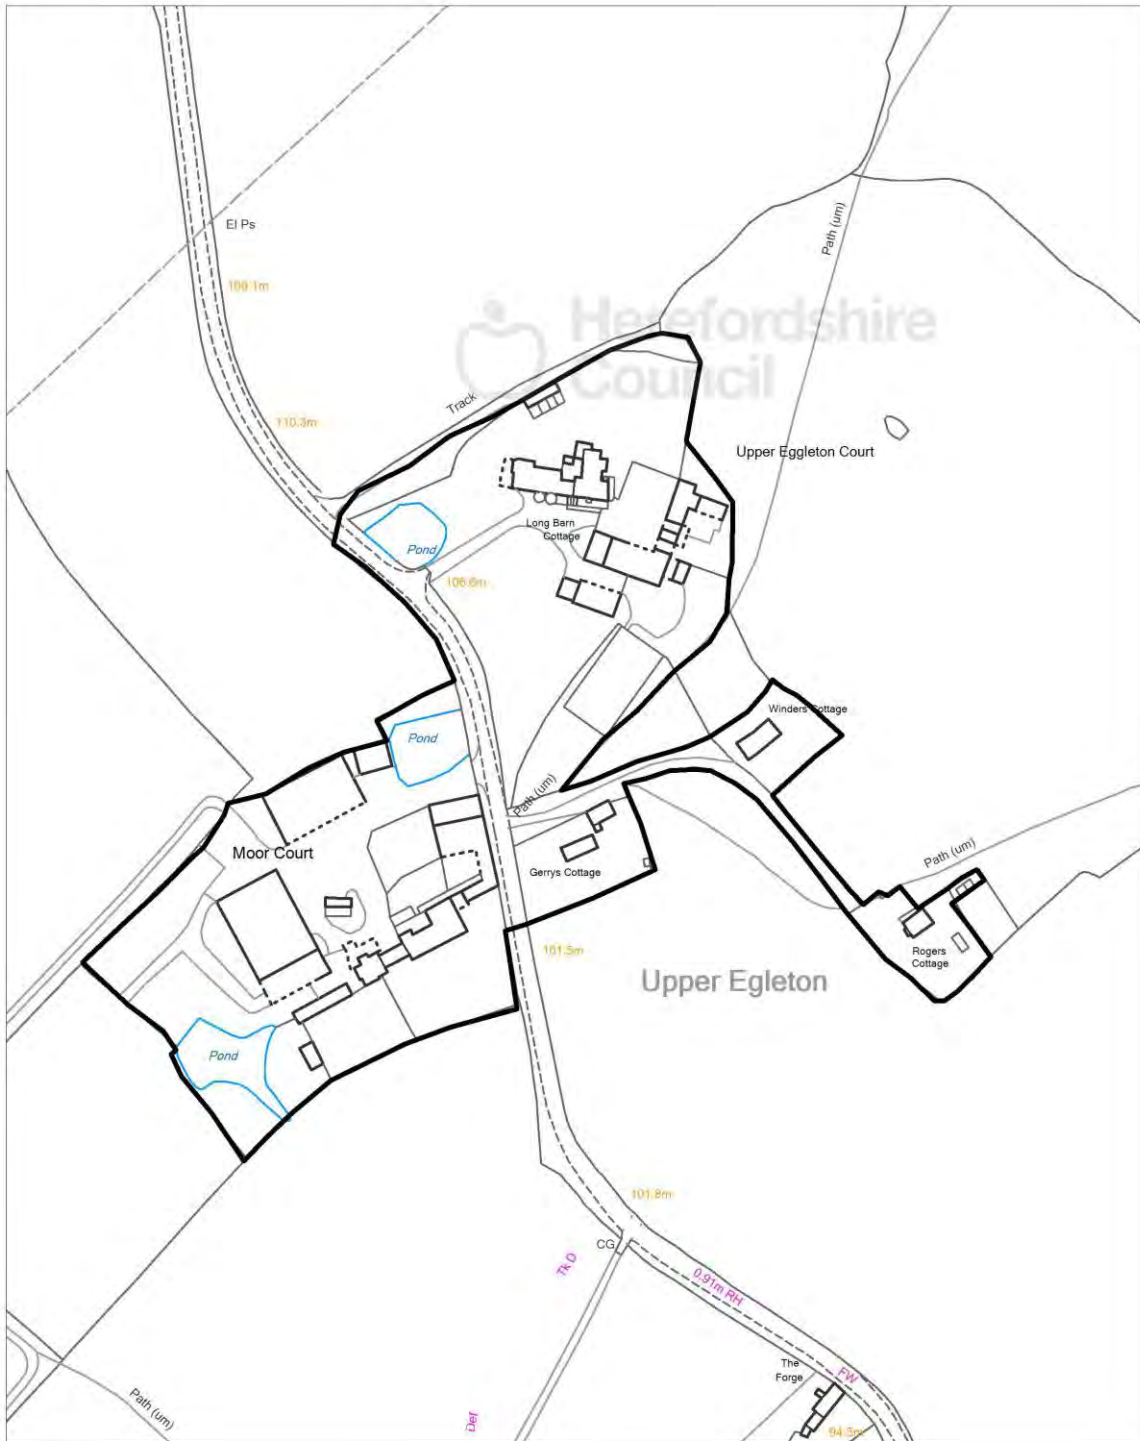 El Ps
109.1m
Herefordshire
Council
Path (um)
Track
110.3m
Upper Eggleton Court
Long Barn
Cottage
Pond
106.6m
Winders Cottage
Pond
Path (um)
Moor Court
Gerrys Cottage
Path (um)
101.5m
Rogers
Cottage
Upper Egleton
Pond
101.8m
CG
Tk D
0.91m RH
The
Forge
FW
Path (um)
Def
94.5m